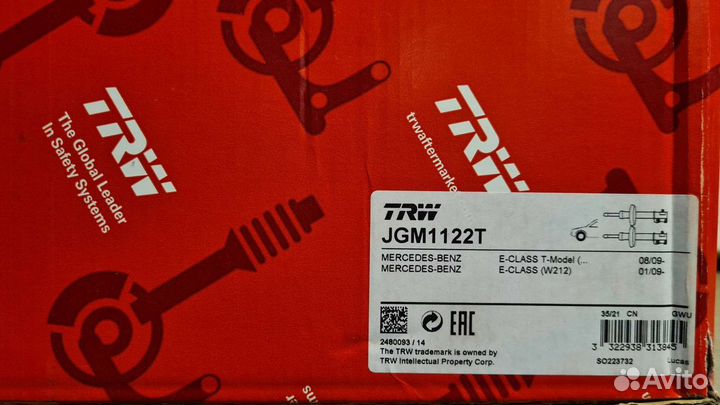 TRW
The Global Leader
In Safety Systems
TRW
trwaftermarke
TRW
JGM1122T
MERCEDES-BENZ E-CLASS T-Model (... 08/09-
MERCEDES-BENZ E-CLASS (W212) 01/09-
35/21 CN GWU
EAC
2480093 / 14
The TRW trademark is owned by
TRW Intellectual Property Corp.
3 322938 313845
SO223732 Lucas
Avito